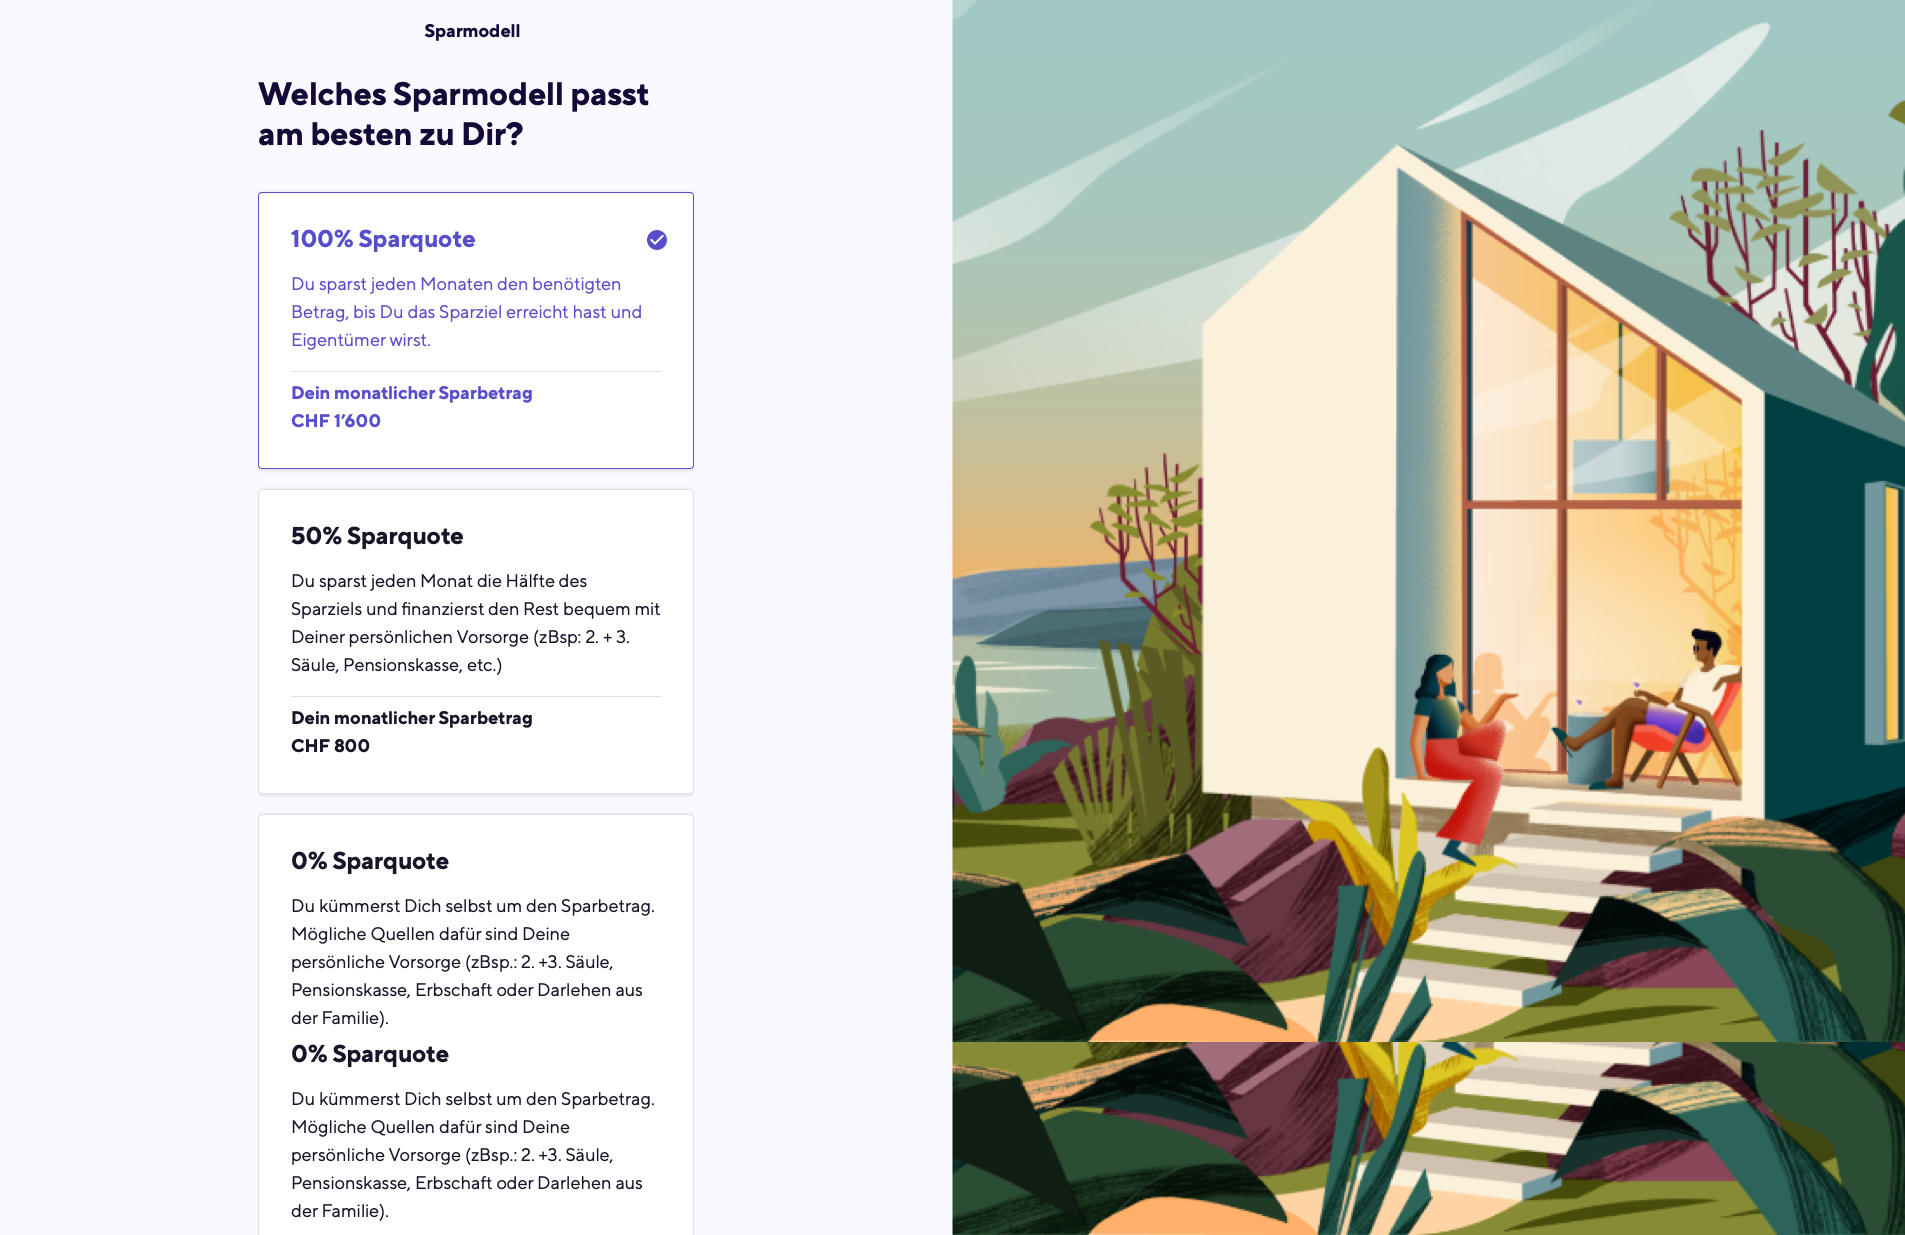 Sparmodell
Welches Sparmodell passt
am besten zu Dir?
100% Sparquote
Du sparst jeden Monaten den benötigten
Betrag, bis Du das Sparziel erreicht hast und
Eigentümer wirst.
Dein monatlicher Sparbetrag
CHF 1’600
50% Sparquote
Du sparst jeden Monat die Hälfte des
Sparziels und finanzierst den Rest bequem mit
Deiner persönlichen Vorsorge (zBsp: 2. + 3.
Säule, Pensionskasse, etc.)
Dein monatlicher Sparbetrag
CHF 800
0% Sparquote
Du kümmerst Dich selbst um den Sparbetrag.
Mögliche Quellen dafür sind Deine
persönliche Vorsorge (zBsp.: 2. +3. Säule,
Pensionskasse, Erbschaft oder Darlehen aus
der Familie).
0% Sparquote
Du kümmerst Dich selbst um den Sparbetrag.
Mögliche Quellen dafür sind Deine
persönliche Vorsorge (zBsp.: 2. +3. Säule,
Pensionskasse, Erbschaft oder Darlehen aus
der Familie).